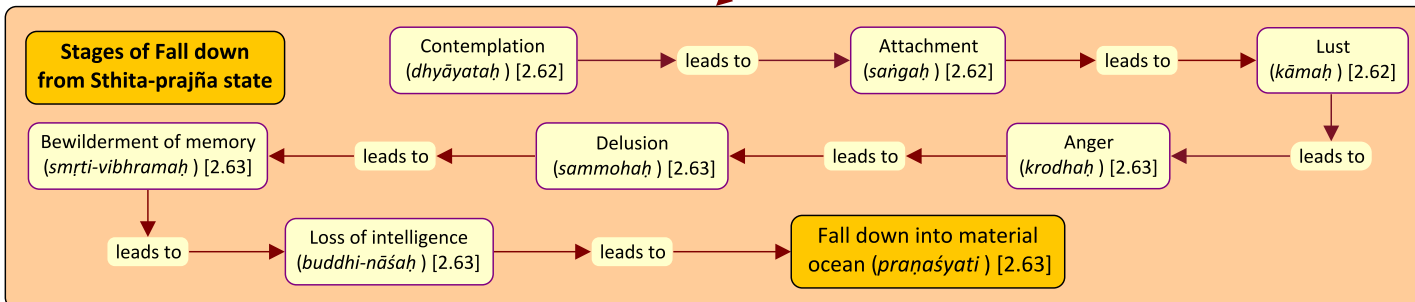 Stages of Fall down
from Sthita-prajña state
Contemplation
(dhyāyataḥ ) [2.62]
leads to
Attachment
(saṅgaḥ ) [2.62]
leads to
Lust
(kāmaḥ ) [2.62]
leads to
Anger
(krodhaḥ ) [2.63]
leads to
Delusion
(sammohaḥ ) [2.63]
leads to
Bewilderment of memory
(smṛti-vibhramaḥ ) [2.63]
leads to
Loss of intelligence
(buddhi-nāśaḥ ) [2.63]
leads to
Fall down into material
ocean (praṇaśyati ) [2.63]